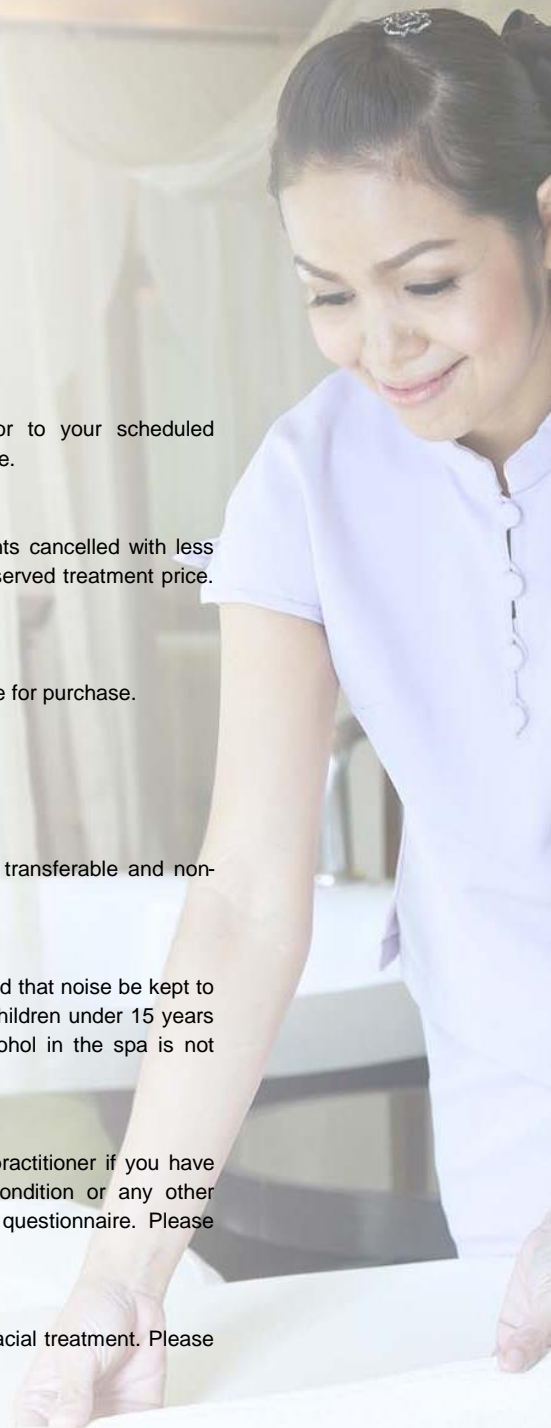 or to your scheduled
e.
nts cancelled with less
served treatment price.
e for purchase.
transferable and non-
d that noise be kept to
hildren under 15 years
ohol in the spa is not
ractitioner if you have
ondition or any other
questionnaire. Please
acial treatment. Please